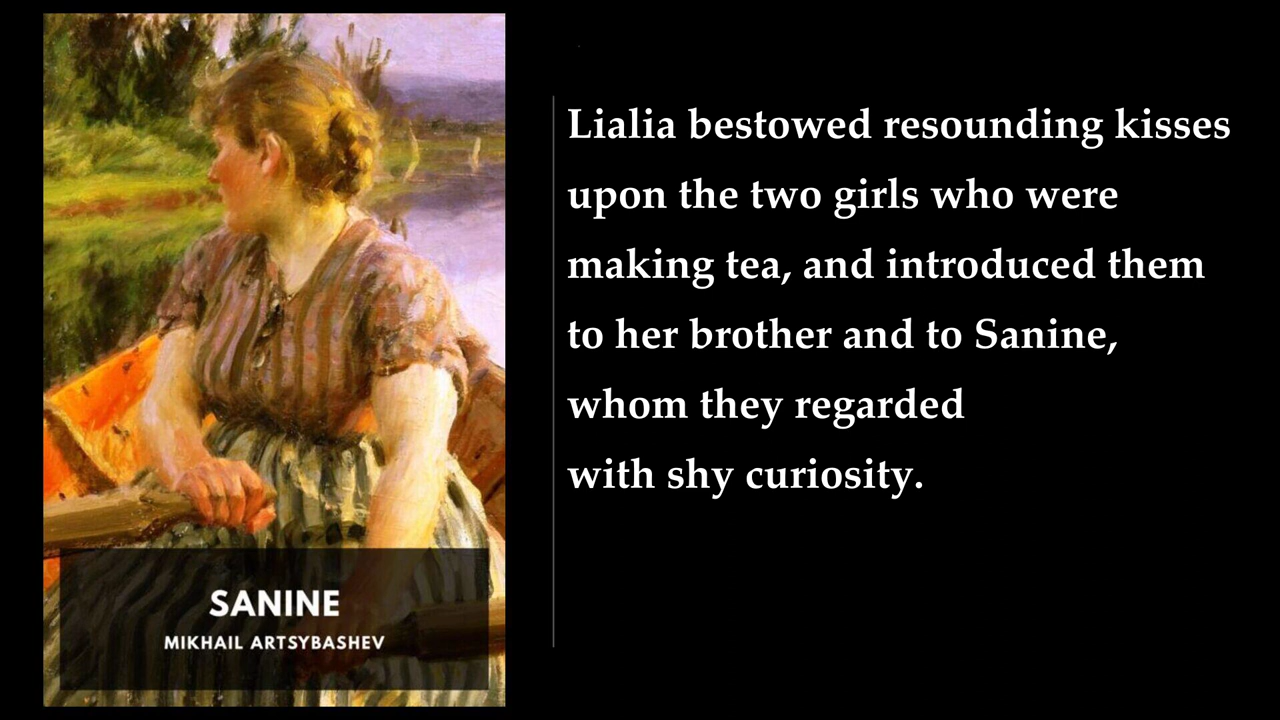 SANINE
MIKHAIL ARTSYBASHEV
Lialia bestowed resounding kisses
upon the two girls who were
making tea, and introduced them
to her brother and to Sanine,
whom they regarded
with shy curiosity.